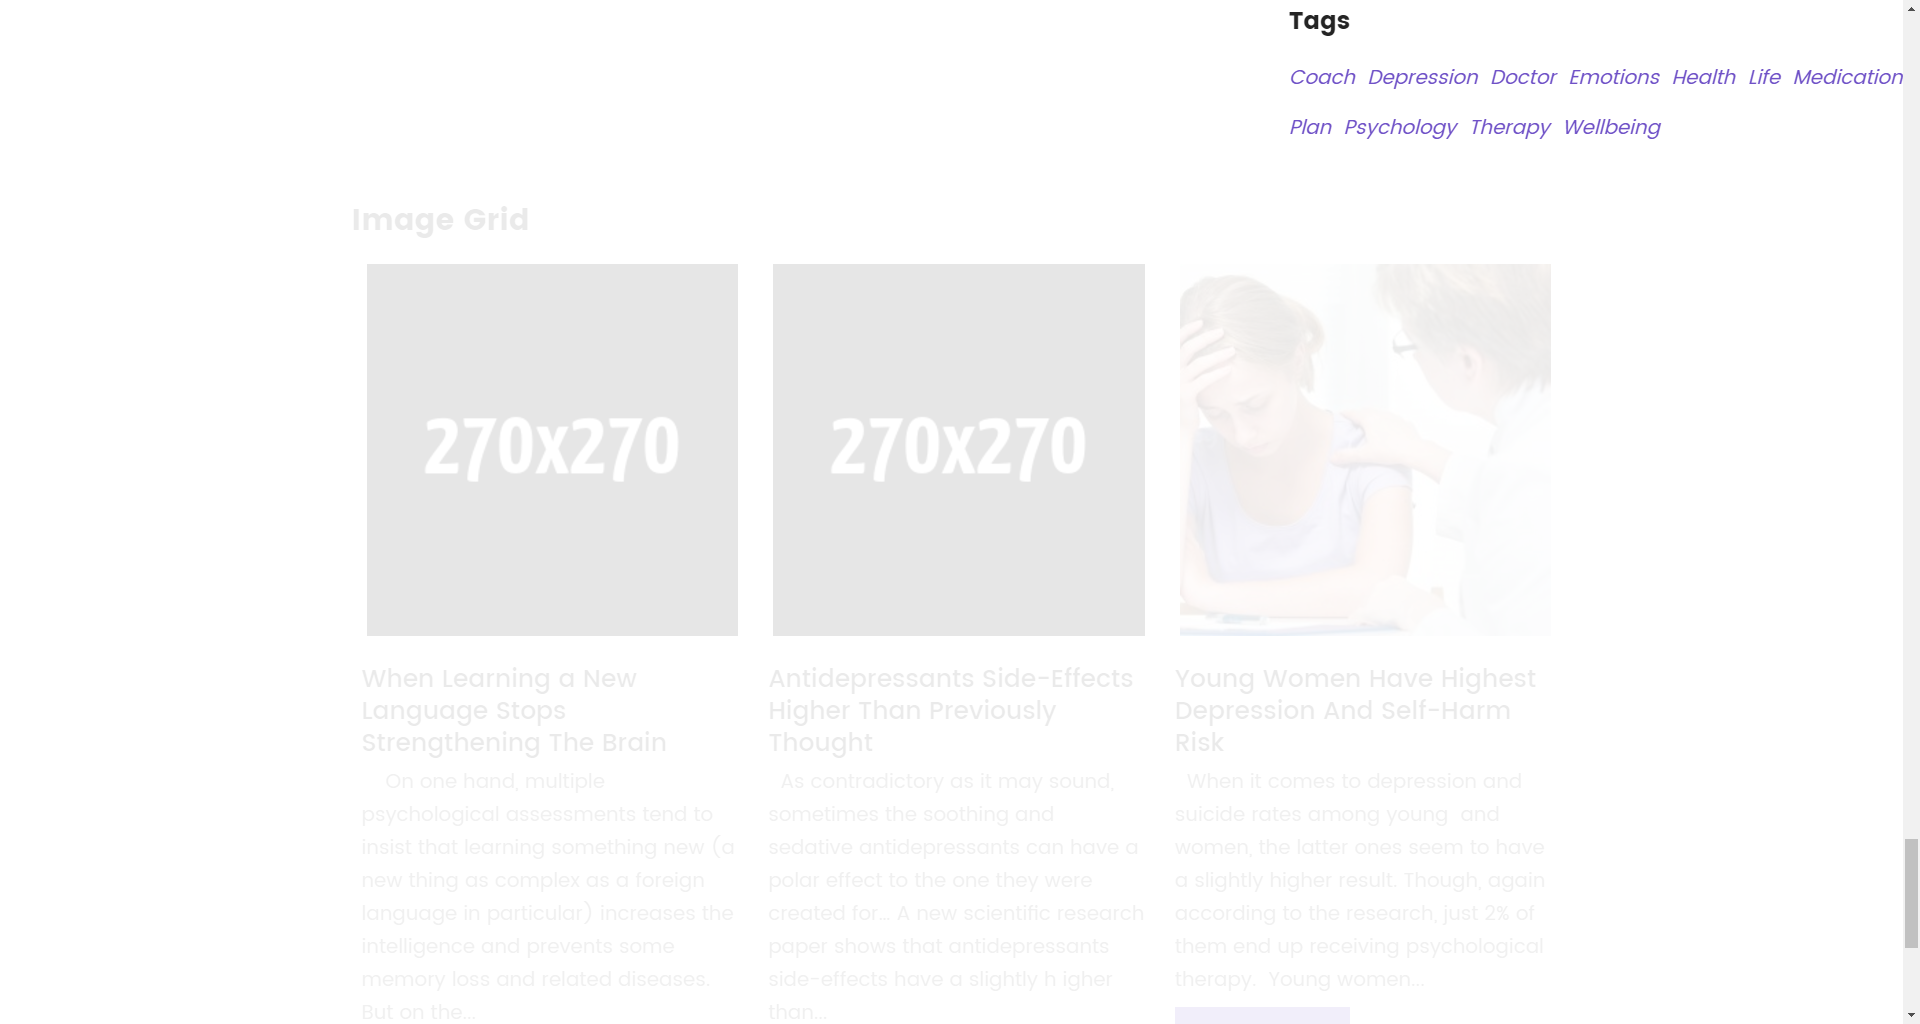 Tags
Coach Depression Doctor Emotions Health Life Medication
Plan Psychology Therapy Wellbeing
Image Grid
270x270
270x270
When Learning a New
Language Stops
Strengthening The Brain
On one hand, multiple
psychological assessments tend to
insist that learning something new (a
new thing as complex as a foreign
language in particular) increases the
intelligence and prevents some
memory loss and related diseases.
But on the...
Antidepressants Side-Effects
Higher Than Previously
Thought
As contradictory as it may sound,
sometimes the soothing and
sedative antidepressants can have a
polar effect to the one they were
created for... A new scientific research
paper shows that antidepressants
side-effects have a slightly h igher
than...
Young Women Have Highest
Depression And Self-Harm
Risk
When it comes to depression and
suicide rates among young and
women, the latter ones seem to have
a slightly higher result. Though, again
according to the research, just 2% of
them end up receiving psychological
therapy. Young women...